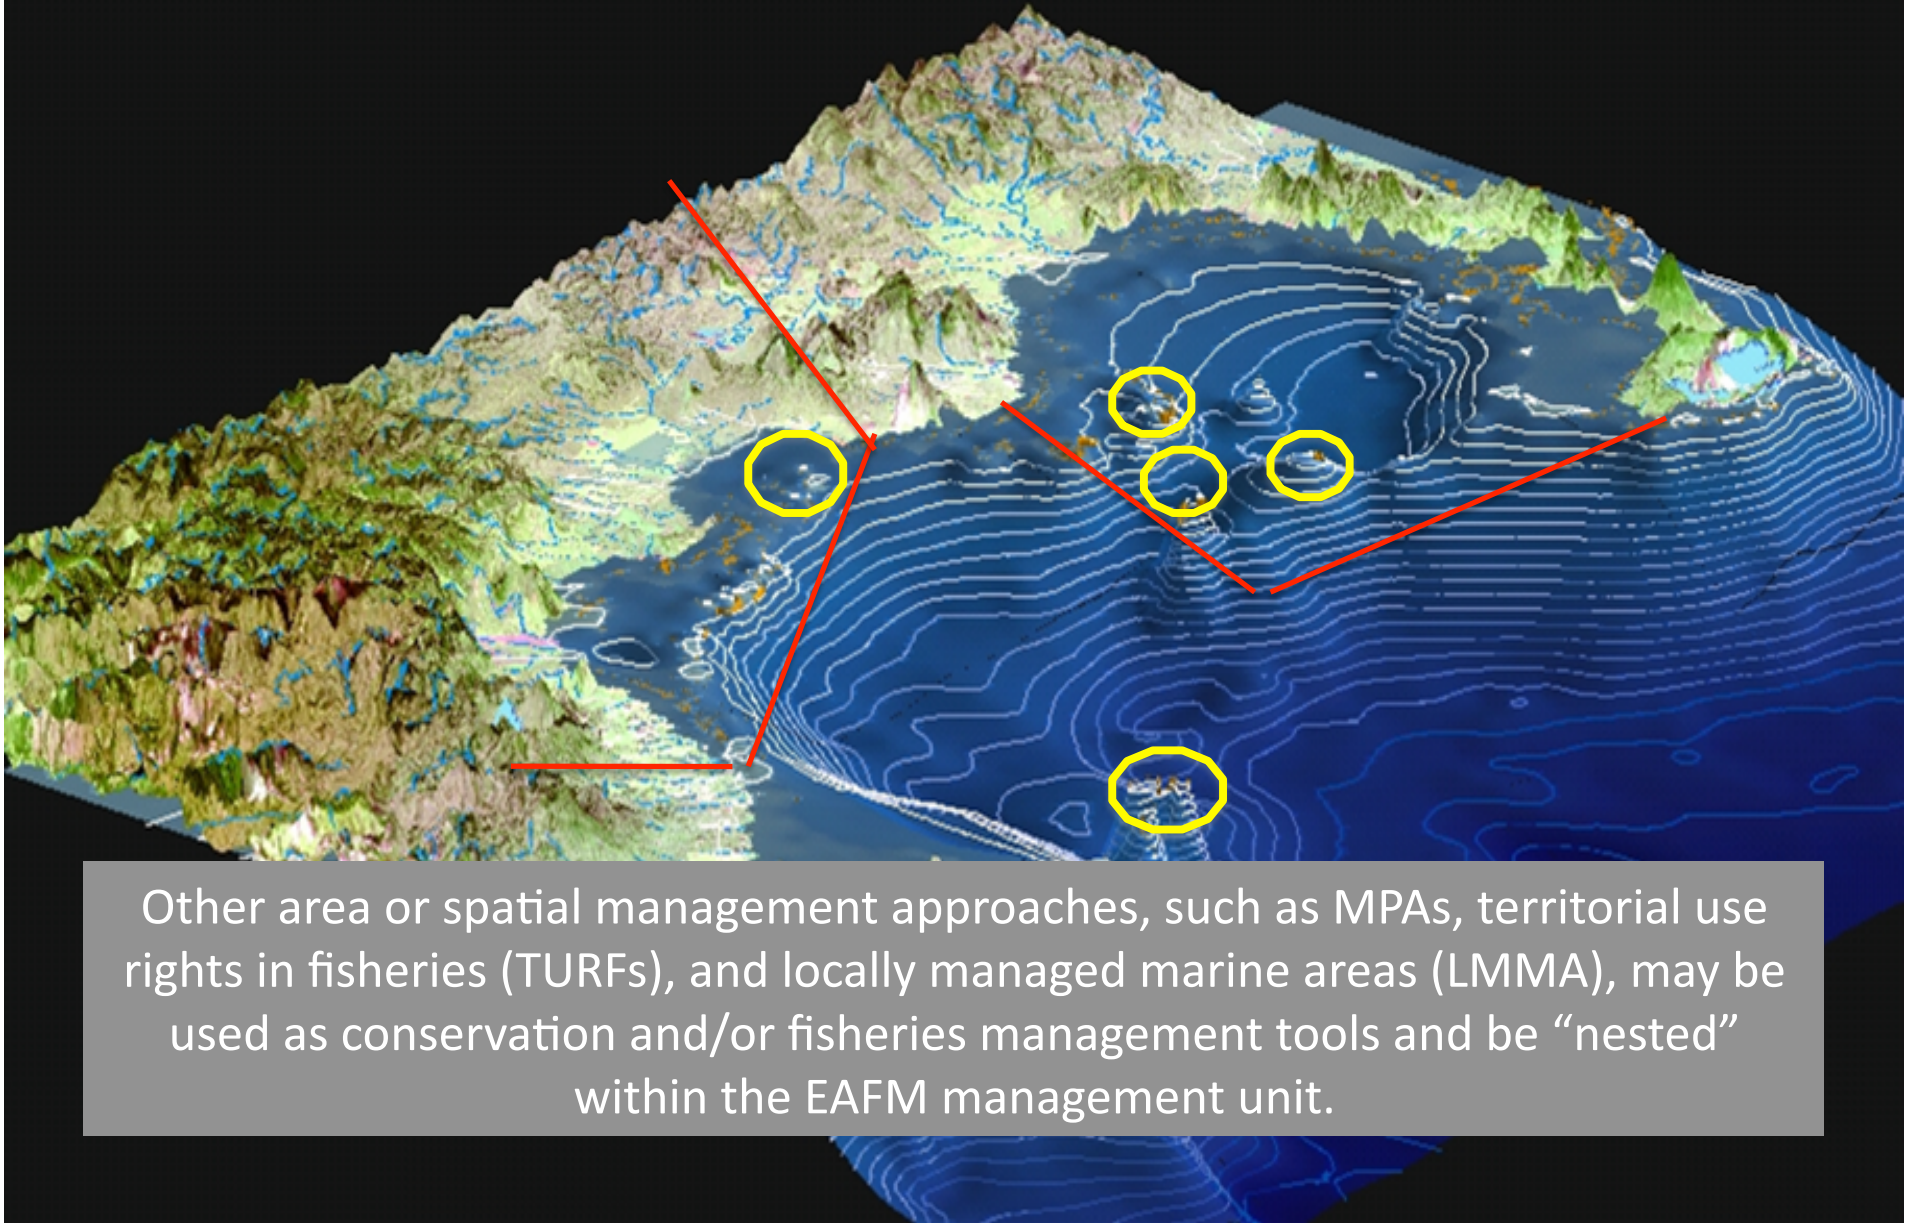 Other area or spatial management approaches, such as MPAs, territorial use
rights in fisheries (TURFs), and locally managed marine areas (LMMA), may be
used as conservation and/or fisheries management tools and be “nested”
within the EAFM management unit.